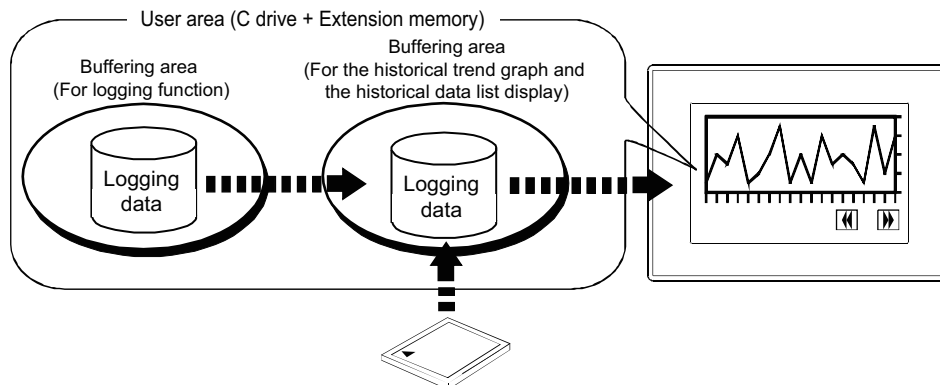 User area (C drive + Extension memory)
Buffering area
(For logging function)
Buffering area
(For the historical trend graph and
the historical data list display)
Logging
data
Logging
data